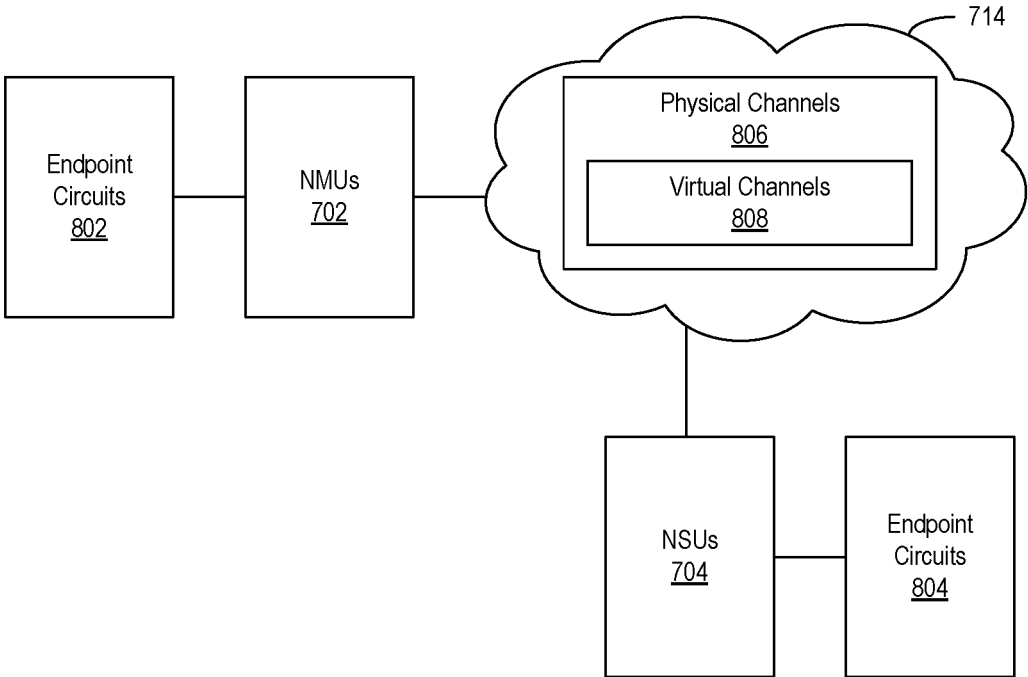 714
Physical Channels
806
Virtual Channels
808
Endpoint
Circuits
802
NMUs
702
NSUs
704
Endpoint
Circuits
804